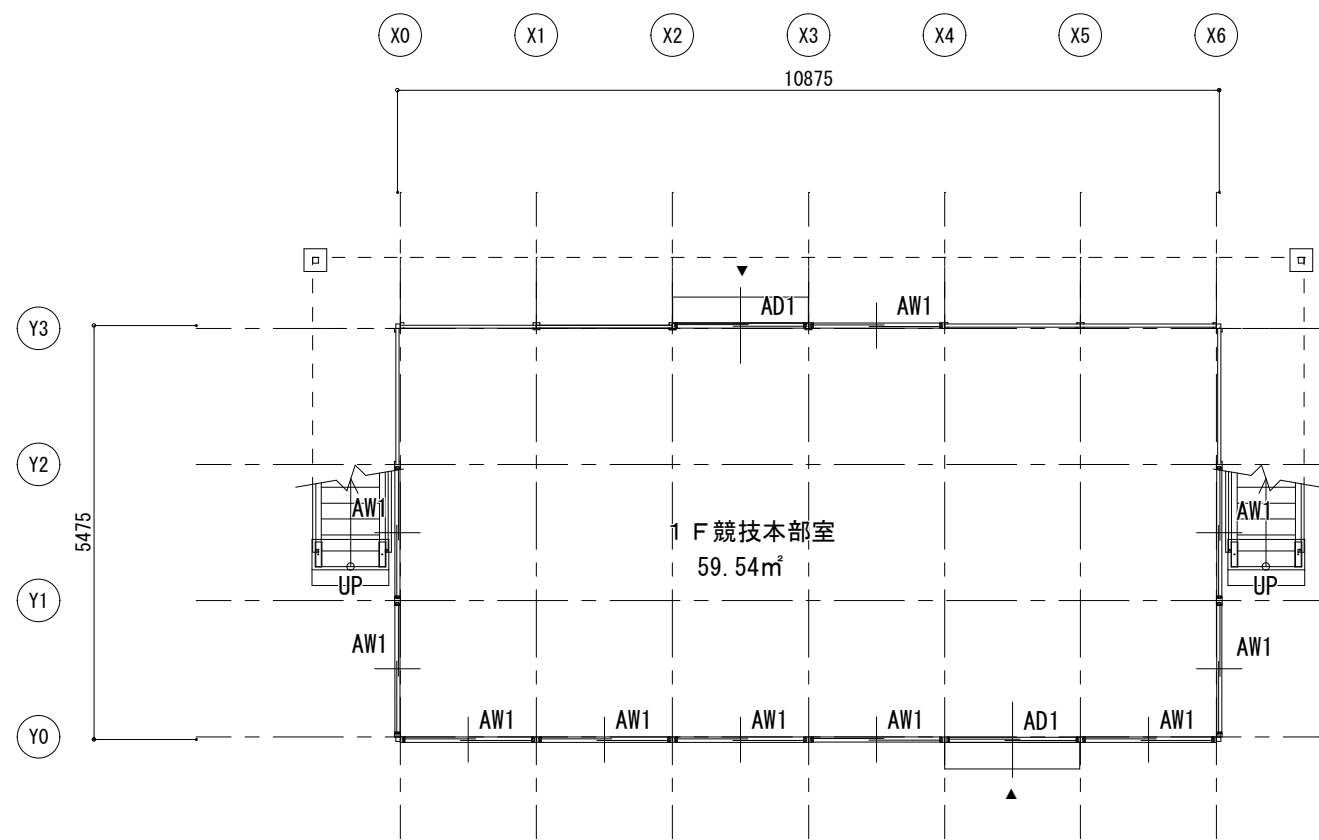 X0 X1 X2 X3 X4 X5 X6
10875
AD1 AW1
Y3
Y2
AW1 AW1
1F競技本部室
5475
59.54㎡
UP UP
Y1
AW1 AW1
AW1 AW1 AW1 AW1 AD1 AW1
Y0